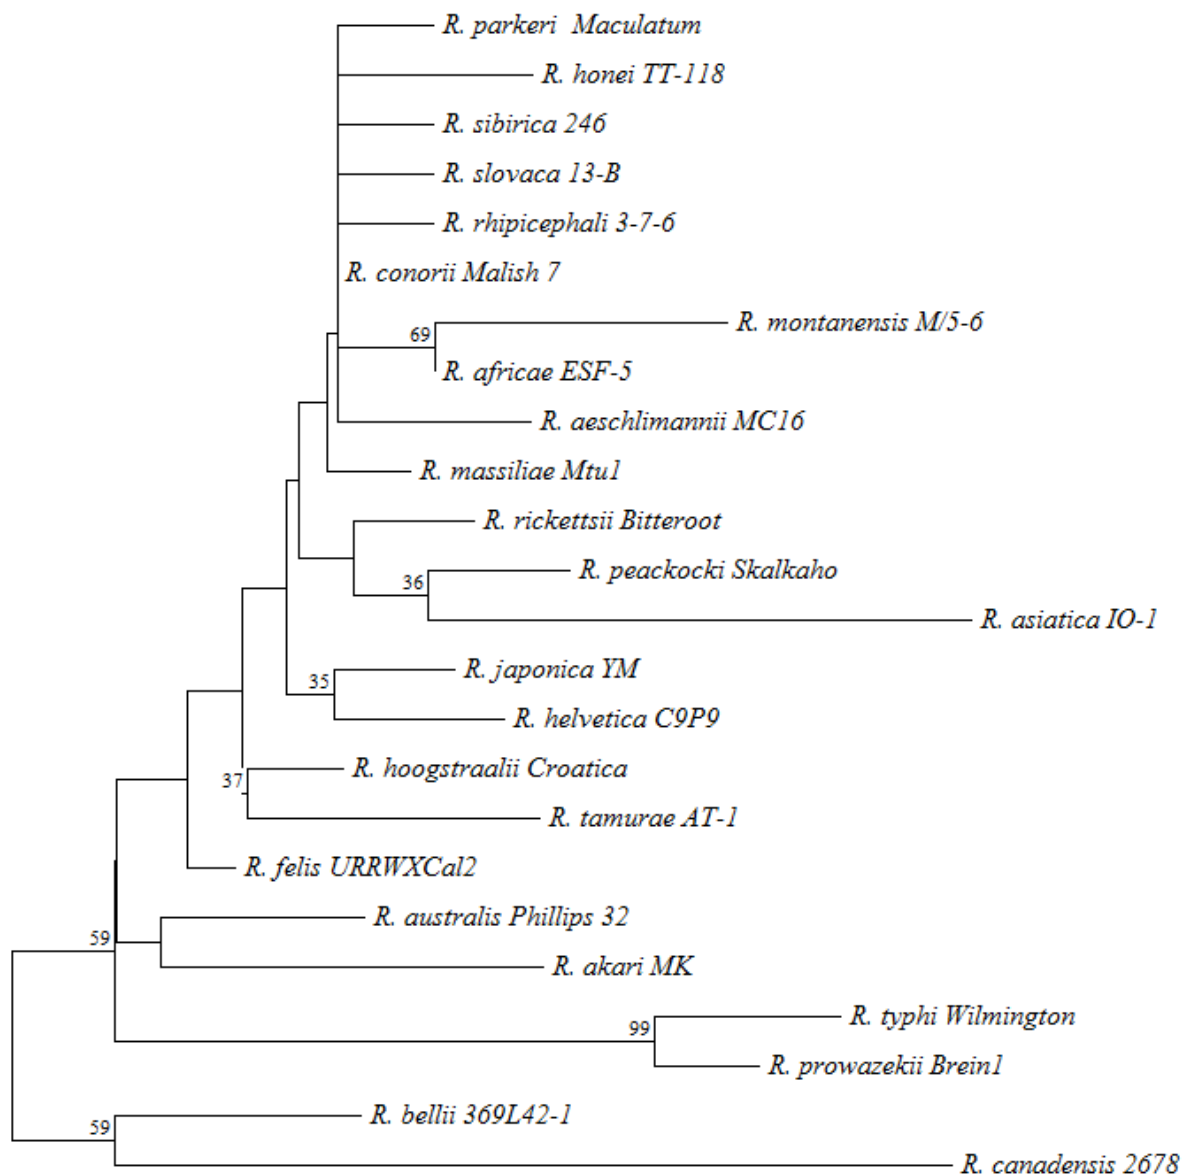 R. parkeri Maculatum
R. honei TT-118
R. sibirica 246
R. slovaca 13-B
R. rhipicephali 3-7-6
R. conorii Malish 7
R. montanensis M/5-6
69
R. africae ESF-5
R. aeschlimannii MC16
R. massiliae Mtu1
R. rickettsii Bitteroot
R. peackocki Skalkaho
36
R. asiatica IO-1
R. japonica YM
35
R. helvetica C9P9
R. hoogstraalii Croatica
37
R. tamurae AT-1
R. felis URRWXCal2
R. australis Phillips 32
59
R. akari MK
R. typhi Wilmington
99
R. prowazekii Brein1
R. bellii 369L42-1
59
R. canadensis 2678